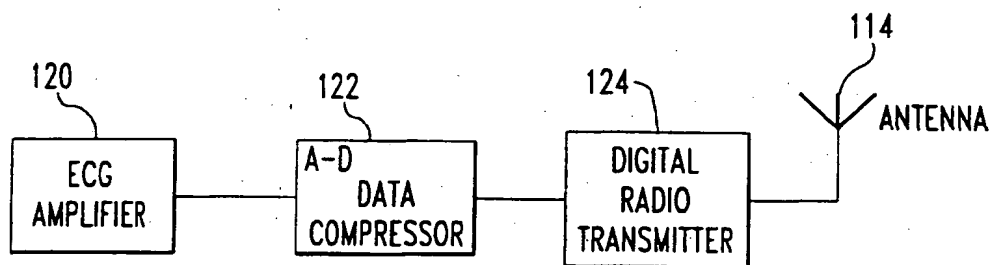 114
120
122
124
ANTENNA
ECG
AMPLIFIER
A-D
DATA
COMPRESSOR
DIGITAL
RADIO
TRANSMITTER